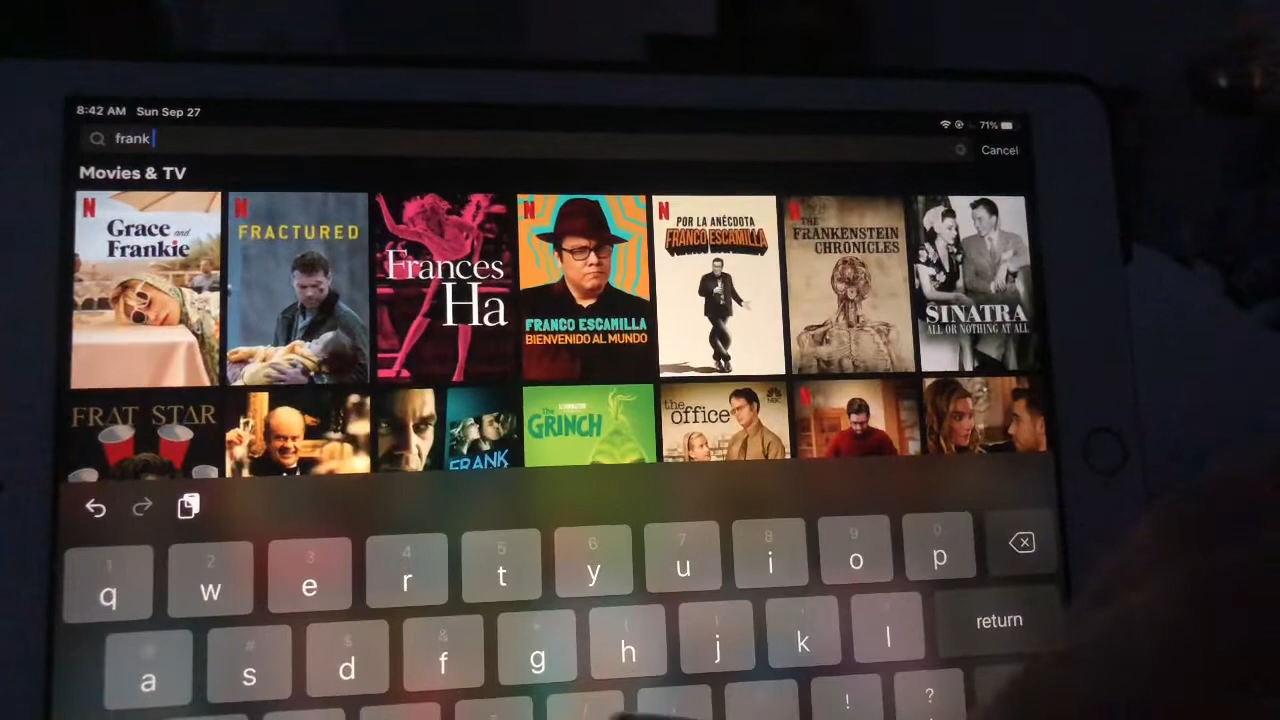 8:42 AM Sun Sep 27
71%
frank
Cancel
Movies & TV
N
Grace and
Frankie
N
FRACTURED
Frances
Ha
N
FRANCO ESCAMILLA
BIENVENIDO AL MUNDO
N
POR LA ANÉCDOTA
FRANCO ESCAMILLA
N
THE
FRANKENSTEIN
CHRONICLES
SINATRA
ALL OR NOTHING AT ALL
FRAT STAR
FRANK
The
GRINCH
the
office
NBC
N
1 2 3 4 5 6 7 8 9 0
q w e r t y u i o p
# $ &
a s d f g h j k l return
! ?